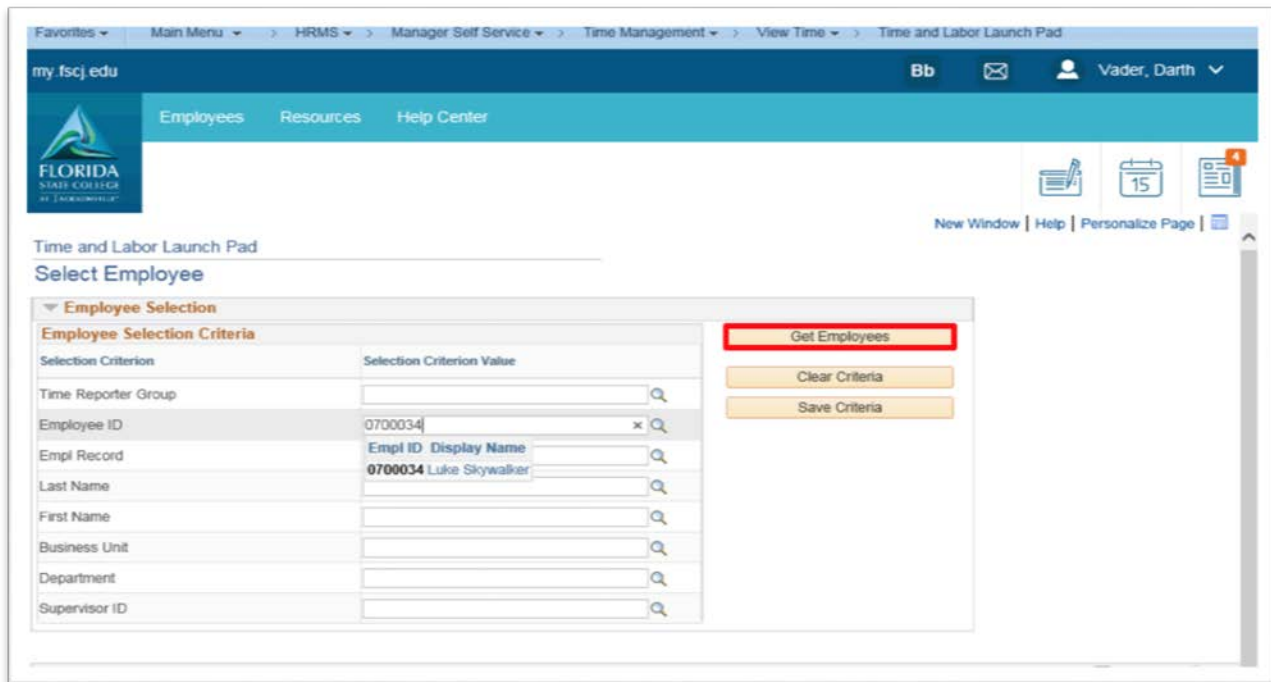 Favorites Main Menu > HRMS > Manager Self Service > Time Management > View Time > Time and Labor Launch Pad
my.fscj.edu Bb Vader, Darth
Employees Resources Help Center
FLORIDA
STATE COLLEGE
AT JACKSONVILLE
4
15
New Window | Help | Personalize Page |
Time and Labor Launch Pad
Select Employee
Employee Selection
Employee Selection Criteria
Get Employees
Selection Criterion Selection Criterion Value
Clear Criteria
Time Reporter Group
Save Criteria
Employee ID 0700034 ×
Empl ID Display Name
Empl Record
0700034 Luke Skywalker
Last Name
First Name
Business Unit
Department
Supervisor ID